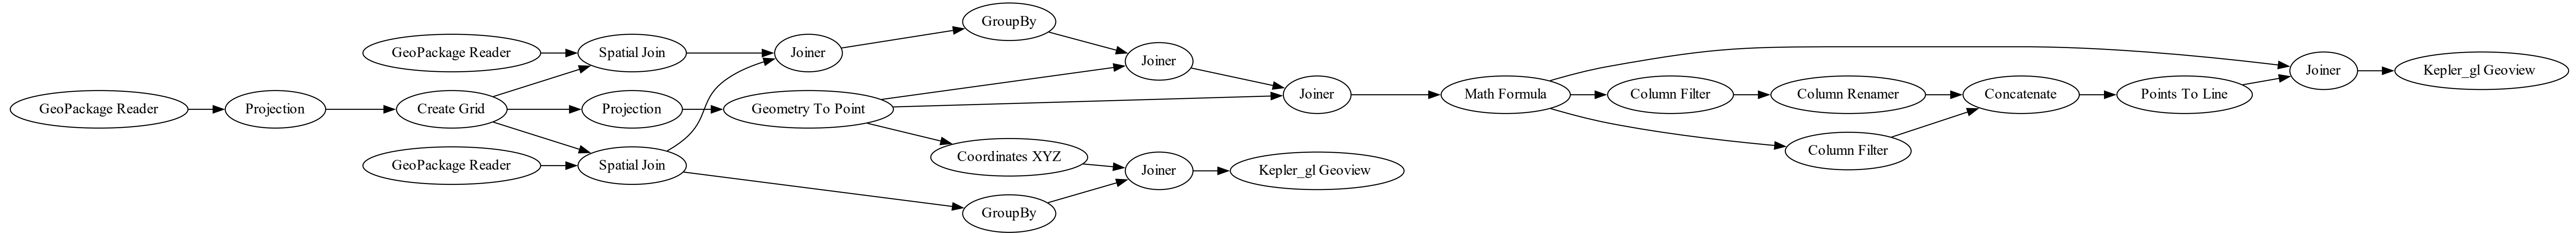 GeoPackage Reader
Projection
Create Grid
GeoPackage Reader
Spatial Join
Projection
GeoPackage Reader
Spatial Join
Joiner
Geometry To Point
GroupBy
Coordinates XYZ
GroupBy
Joiner
Joiner
Joiner
Kepler_gl Geoview
Math Formula
Column Filter
Column Filter
Column Renamer
Concatenate
Points To Line
Joiner
Kepler_gl Geoview